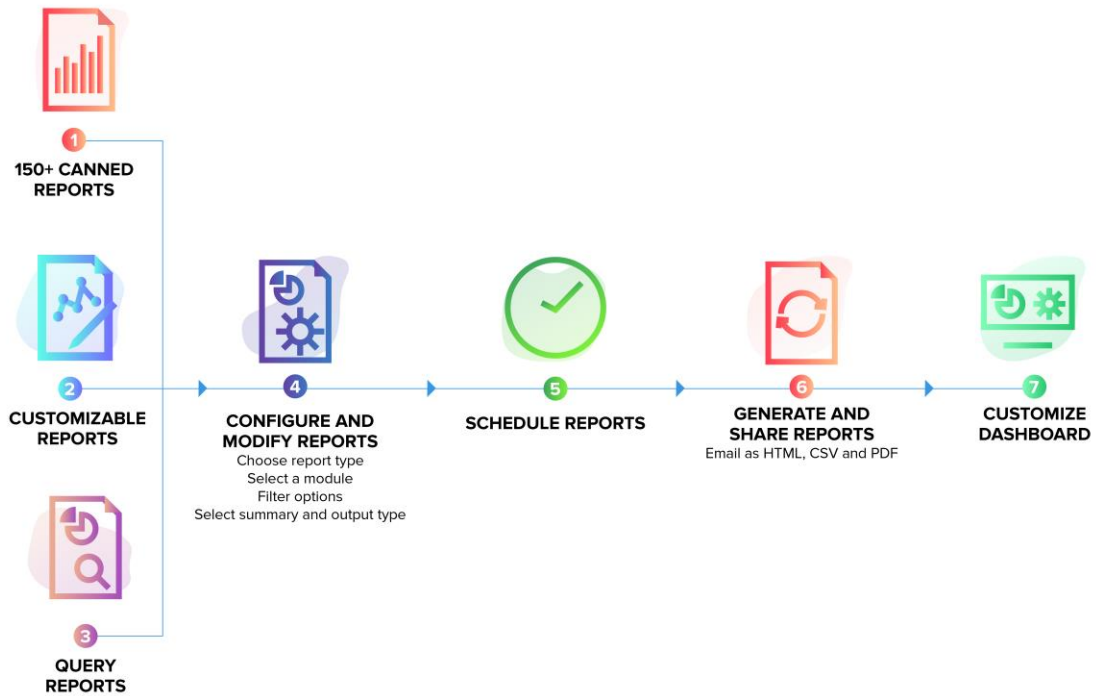 1
150+ CANNED
REPORTS
2
CUSTOMIZABLE
REPORTS
3
QUERY
REPORTS
4
CONFIGURE AND
MODIFY REPORTS
Choose report type
Select a module
Filter options
Select summary and output type
5
SCHEDULE REPORTS
6
GENERATE AND
SHARE REPORTS
Email as HTML, CSV and PDF
7
CUSTOMIZE
DASHBOARD